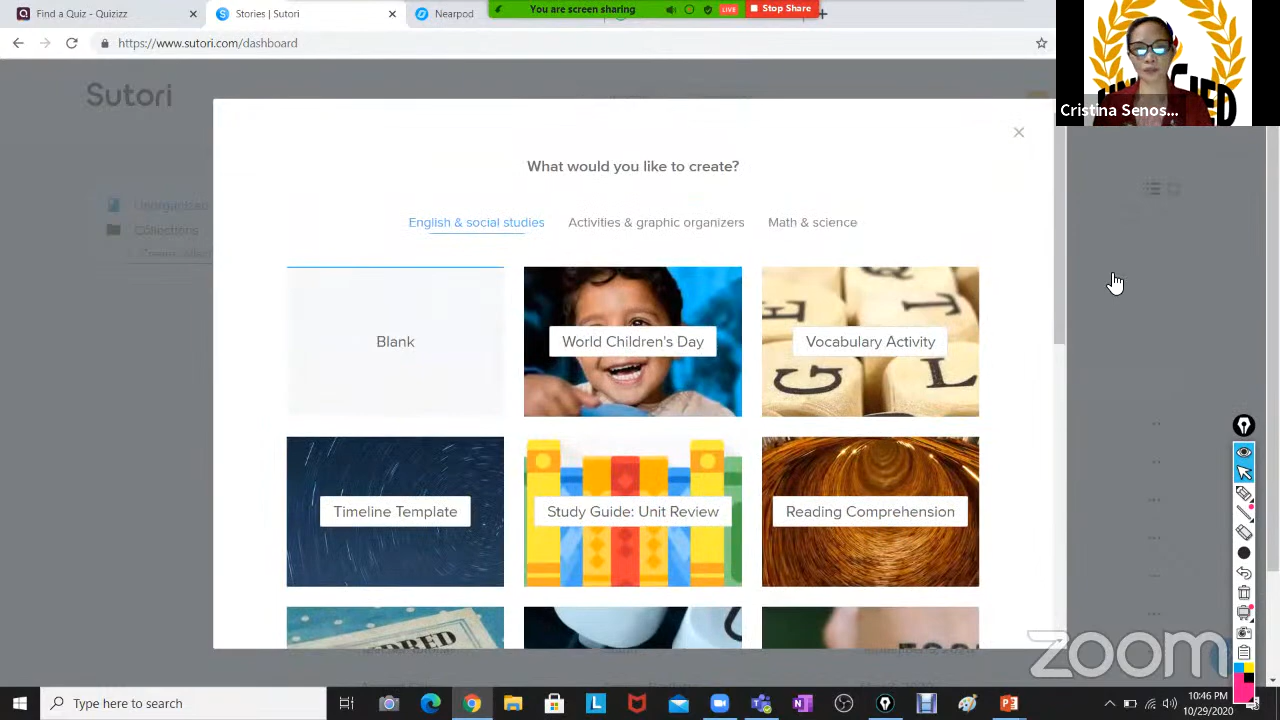 Find a Quiz - Quizizz
Stories | Sutori
Nearpod
You are screen sharing
LIVE
Stop Share
https://www.sutori.com/dashboard
Cristina Senos...
Sutori
What would you like to create?
English & social studies
Activities & graphic organizers
Math & science
Collections
Blank
World Children's Day
Vocabulary Activity
Timeline Template
Study Guide: Unit Review
Reading Comprehension
zoom
Type here to search
10:46 PM
10/29/2020